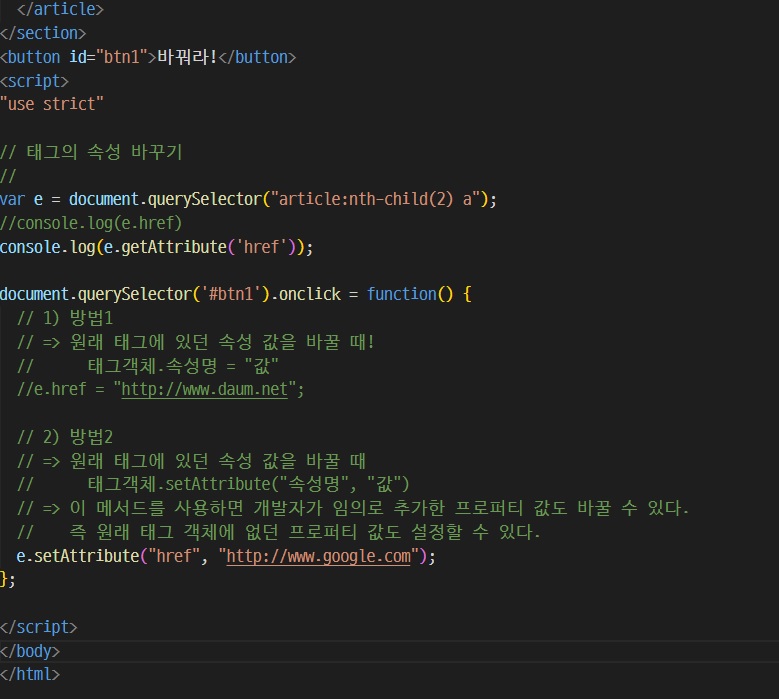 </article>
</section>
<button id="btn1">바꿔라!</button>
<script>
"use strict"
// 태그의 속성 바꾸기
//
var e = document.querySelector("article:nth-child(2) a");
//console.log(e.href)
console.log(e.getAttribute('href'));
document.querySelector('#btn1').onclick = function() {
// 1) 방법1
// => 원래 태그에 있던 속성 값을 바꿀 때!
//      태그객체.속성명 = "값"
//e.href = "http://www.daum.net";
// 2) 방법2
// => 원래 태그에 있던 속성 값을 바꿀 때
//      태그객체.setAttribute("속성명", "값")
// => 이 메서드를 사용하면 개발자가 임의로 추가한 프로퍼티 값도 바꿀 수 있다.
//    즉 원래 태그 객체에 없던 프로퍼티 값도 설정할 수 있다.
e.setAttribute("href", "http://www.google.com");
};
</script>
</body>
</html>